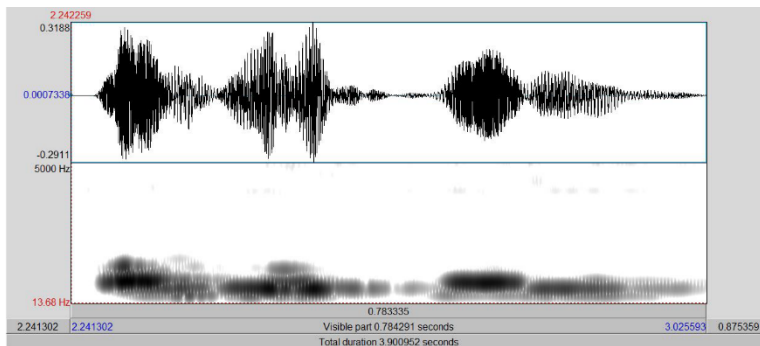 2.242259
0.3188
0.0007338
-0.2911
5000 Hz
13.68 Hz
0.783335
2.241302 2.241302 Visible part 0.784291 seconds 3.025593 0.875359
Total duration 3.900952 seconds